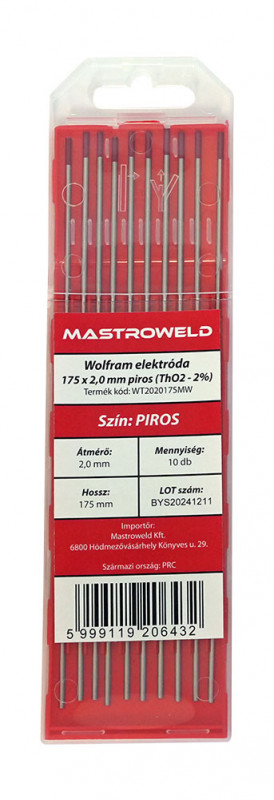 MASTROWELD
Wolfram elektróda
175 x 2,0 mm piros (ThO2 - 2%)
Termék kód: WT2020175MW
Szín: PIROS
Átmérő:
2,0 mm
Mennyiség:
10 db
Hossz:
175 mm
LOT szám:
BYS20241211
Importőr:
Mastroweld Kft.
6800 Hódmezővásárhely Könyves u. 29.
Származási ország: PRC
5 999119 206432